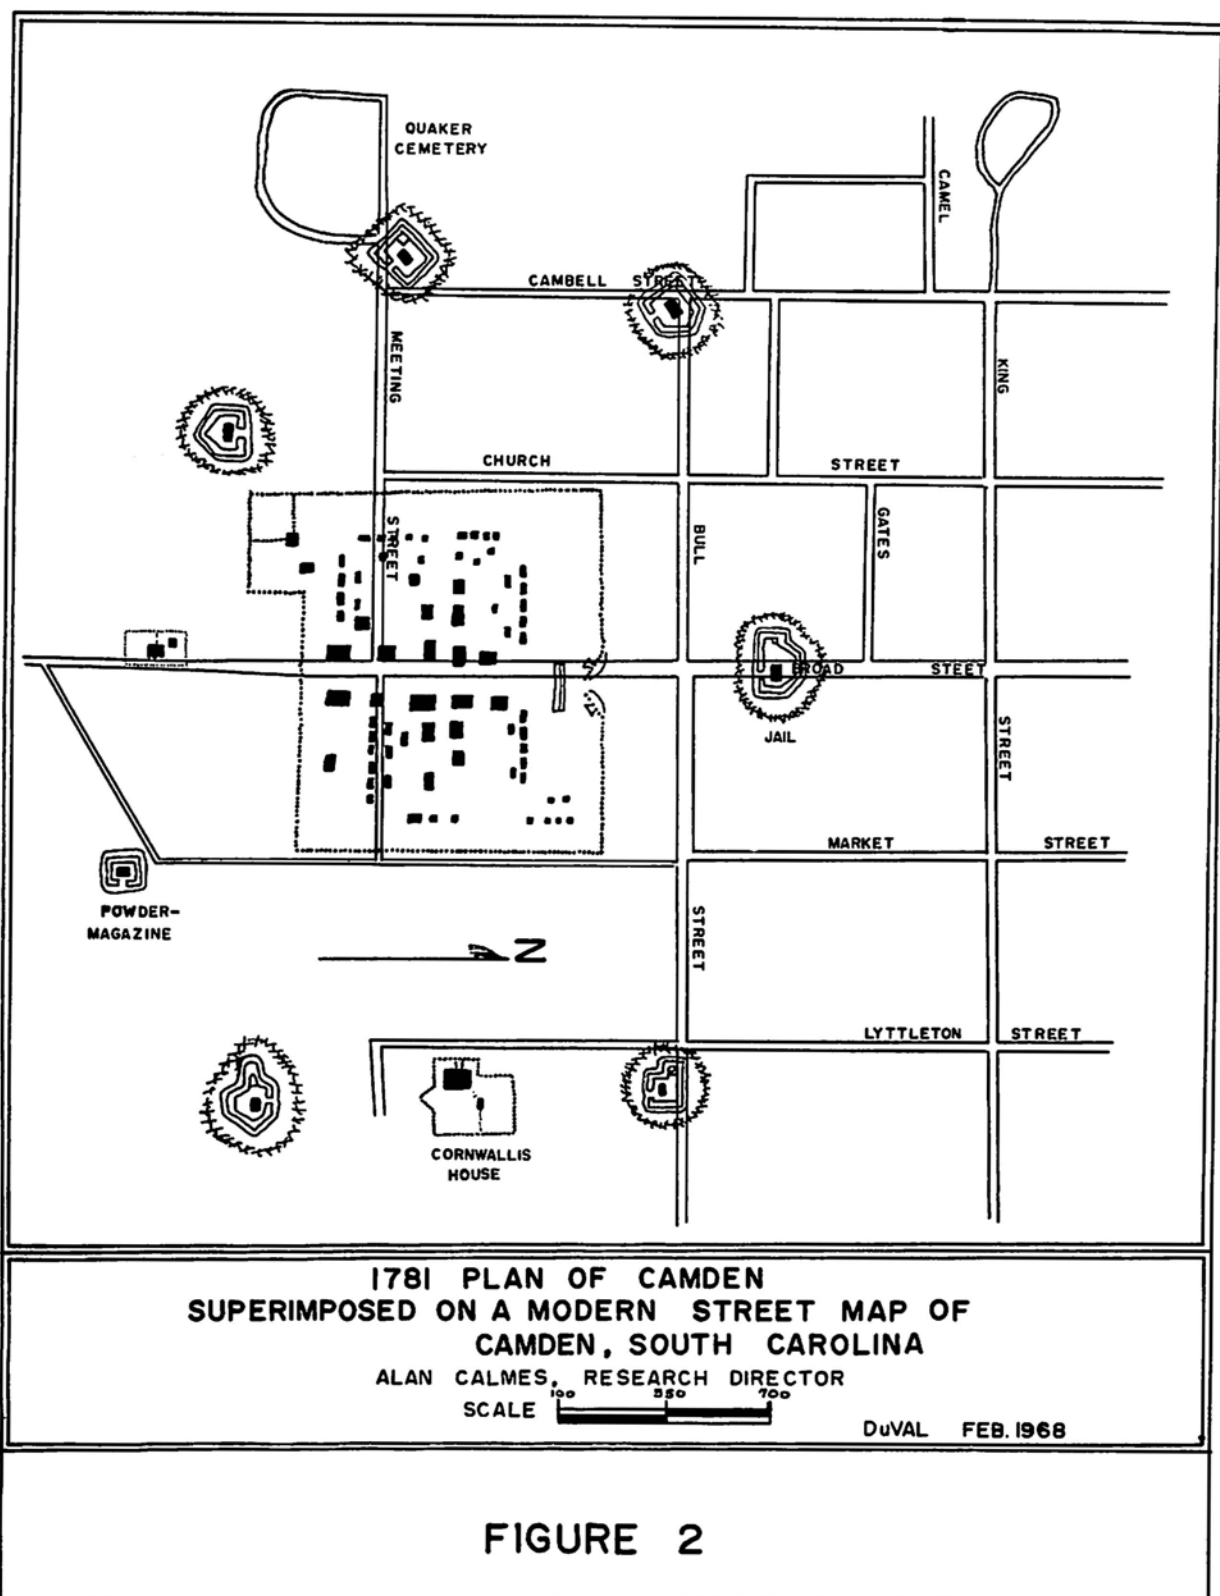 QUAKER
CEMETERY
CAMEL
CAMBELL STREET
MEETING
KING
CHURCH STREET
STREET
BULL
GATES
BROAD STEET
JAIL
STREET
MARKET STREET
POWDER-
MAGAZINE
STREET
N
LYTTLETON STREET
CORNWALLIS
HOUSE
1781 PLAN OF CAMDEN
SUPERIMPOSED ON A MODERN STREET MAP OF
CAMDEN, SOUTH CAROLINA
ALAN CALMES, RESEARCH DIRECTOR
100 350 700
SCALE
DuVAL FEB. 1968
FIGURE 2